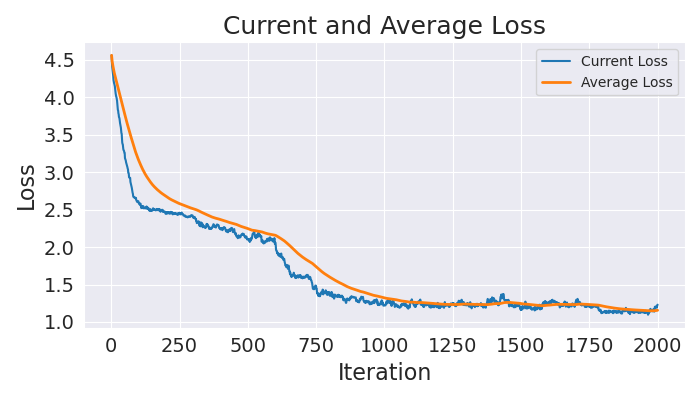 Current and Average Loss
Current Loss
Average Loss
4.5
4.0
3.5
3.0
2.5
2.0
1.5
1.0
Loss
0 250 500 750 1000 1250 1500 1750 2000
Iteration